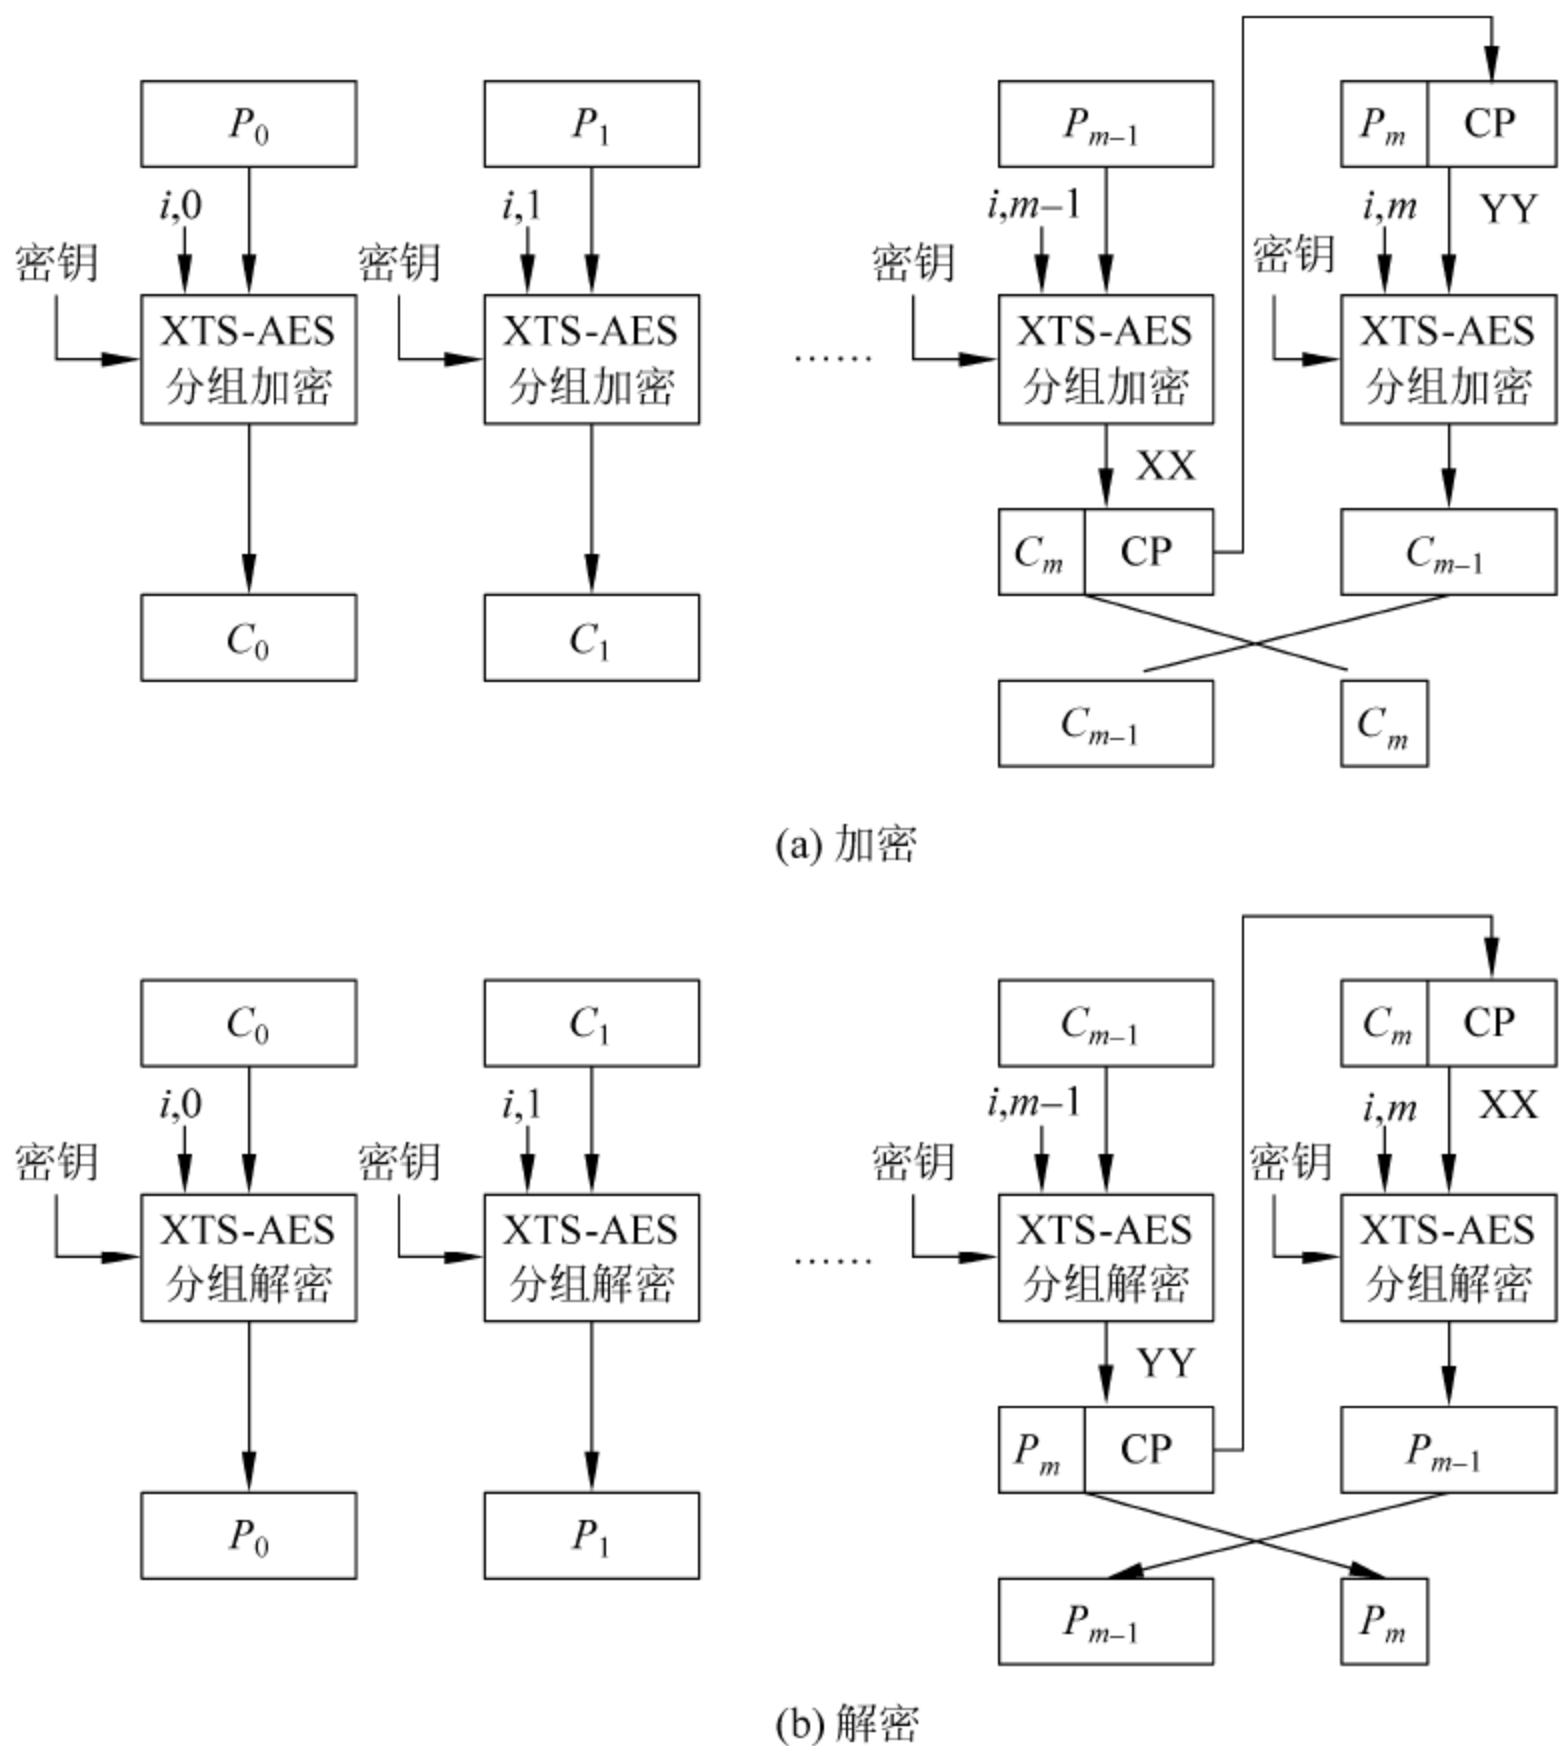 P0 P1 Pm–1 Pm CP
i,0 i,1 i,m–1 i,m YY
密钥 密钥 密钥 密钥
XTS-AES XTS-AES XTS-AES XTS-AES
分组加密 分组加密 …… 分组加密 分组加密
XX
Cm CP Cm–1
C0 C1
Cm–1 Cm
(a) 加密
C0 C1 Cm–1 Cm CP
i,0 i,1 i,m–1 i,m XX
密钥 密钥 密钥 密钥
XTS-AES XTS-AES XTS-AES XTS-AES
分组解密 分组解密 …… 分组解密 分组解密
YY
Pm CP Pm–1
P0 P1
Pm–1 Pm
(b) 解密